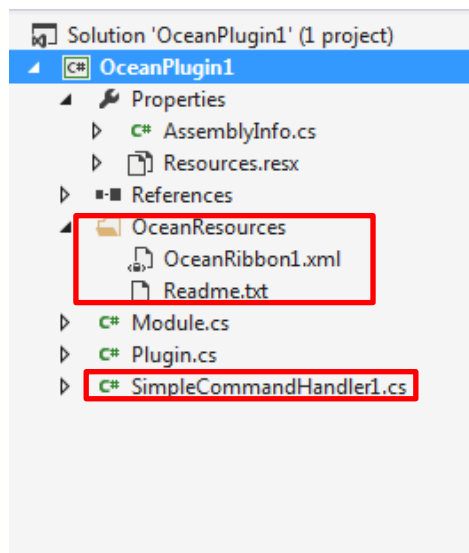 Solution 'OceanPlugin1' (1 project)
C# OceanPlugin1
Properties
C# AssemblyInfo.cs
Resources.resx
References
OceanResources
OceanRibbon1.xml
Readme.txt
C# Module.cs
C# Plugin.cs
C# SimpleCommandHandler1.cs